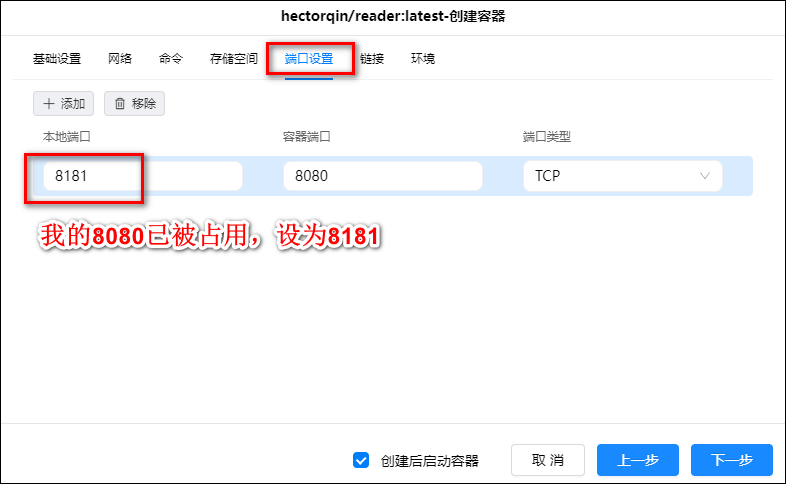 hectorqin/reader:latest-创建容器
基础设置 网络 命令 存储空间 端口设置 链接 环境
添加 移除
本地端口 容器端口 端口类型
8181 8080 TCP
我的8080已被占用，设为8181
创建后启动容器 取 消 上一步 下一步